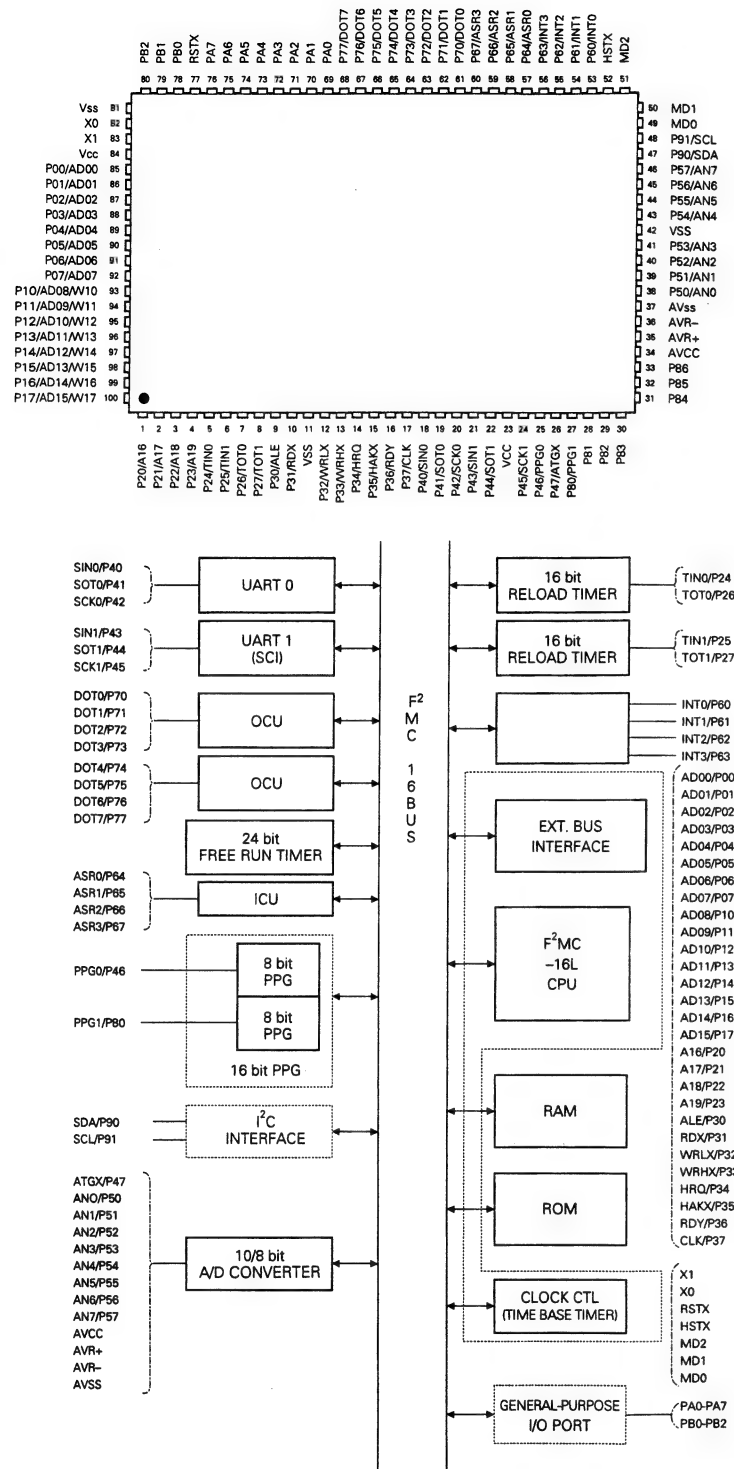 PB2 PB1 PB0 RSTX PA7 PA6 PA5 PA4 PA3 PA2 PA1 PA0 P77/DOT7 P76/DOT6 P75/DOT5 P74/DOT4 P73/DOT3 P72/DOT2 P71/DOT1 P70/DOT0 P67/ASR3 P66/ASR2 P65/ASR1 P64/ASR0 P63/INT3 P62/INT2 P61/INT1 P60/INT0 HSTX MD2
80 79 78 77 76 75 74 73 72 71 70 69 68 67 66 65 64 63 62 61 60 59 58 57 56 55 54 53 52 51
Vss 81
X0 82
X1 83
Vcc 84
P00/AD00 85
P01/AD01 86
P02/AD02 87
P03/AD03 88
P04/AD04 89
P05/AD05 90
P06/AD06 91
P07/AD07 92
P10/AD08/W10 93
P11/AD09/W11 94
P12/AD10/W12 95
P13/AD11/W13 96
P14/AD12/W14 97
P15/AD13/W15 98
P16/AD14/W16 99
P17/AD15/W17 100
50 MD1
49 MD0
48 P91/SCL
47 P90/SDA
46 P57/AN7
45 P56/AN6
44 P55/AN5
43 P54/AN4
42 VSS
41 P53/AN3
40 P52/AN2
39 P51/AN1
38 P50/AN0
37 AVss
36 AVR−
35 AVR+
34 AVCC
33 P86
32 P85
31 P84
1 2 3 4 5 6 7 8 9 10 11 12 13 14 15 16 17 18 19 20 21 22 23 24 25 26 27 28 29 30
P20/A16 P21/A17 P22/A18 P23/A19 P24/TIN0 P25/TIN1 P26/TOT0 P27/TOT1 P30/ALE P31/RDX VSS P32/WRLX P33/WRHX P34/HRQ P35/HAKX P36/RDY P37/CLK P40/SIN0 P41/SOT0 P42/SCK0 P43/SIN1 P44/SOT1 VCC P45/SCK1 P46/PPG0 P47/ATGX P80/PPG1 P81 P82 P83
SIN0/P40
SOT0/P41
SCK0/P42
UART 0
SIN1/P43
SOT1/P44
SCK1/P45
UART 1
(SCI)
DOT0/P70
DOT1/P71
DOT2/P72
DOT3/P73
OCU
DOT4/P74
DOT5/P75
DOT6/P76
DOT7/P77
OCU
24 bit
FREE RUN TIMER
ASR0/P64
ASR1/P65
ASR2/P66
ASR3/P67
ICU
PPG0/P46
8 bit
PPG
PPG1/P80
8 bit
PPG
16 bit PPG
SDA/P90
SCL/P91
I²C
INTERFACE
ATGX/P47
ANO/P50
AN1/P51
AN2/P52
AN3/P53
AN4/P54
AN5/P55
AN6/P56
AN7/P57
AVCC
AVR+
AVR−
AVSS
10/8 bit
A/D CONVERTER
F²
M
C
1
6
B
U
S
16 bit
RELOAD TIMER
TIN0/P24
TOT0/P26
16 bit
RELOAD TIMER
TIN1/P25
TOT1/P27
INT0/P60
INT1/P61
INT2/P62
INT3/P63
EXT. BUS
INTERFACE
F²MC
−16L
CPU
RAM
ROM
AD00/P00
AD01/P01
AD02/P02
AD03/P03
AD04/P04
AD05/P05
AD06/P06
AD07/P07
AD08/P10
AD09/P11
AD10/P12
AD11/P13
AD12/P14
AD13/P15
AD14/P16
AD15/P17
A16/P20
A17/P21
A18/P22
A19/P23
ALE/P30
RDX/P31
WRLX/P32
WRHX/P33
HRQ/P34
HAKX/P35
RDY/P36
CLK/P37
CLOCK CTL
(TIME BASE TIMER)
X1
X0
RSTX
HSTX
MD2
MD1
MD0
GENERAL-PURPOSE
I/O PORT
PA0-PA7
PB0-PB2